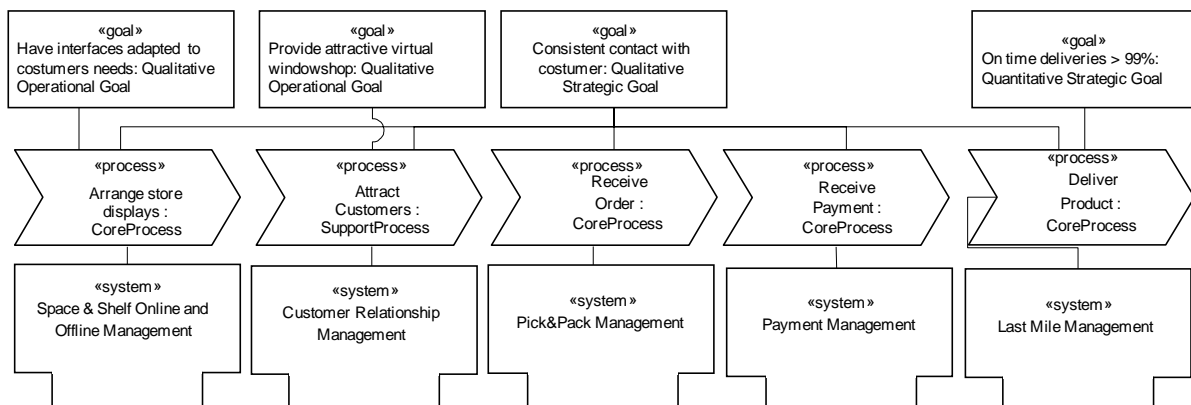 «goal»
Have interfaces adapted to
costumers needs: Qualitative
Operational Goal
«goal»
Provide attractive virtual
windowshop: Qualitative
Operational Goal
«goal»
Consistent contact with
costumer: Qualitative
Strategic Goal
«goal»
On time deliveries > 99%:
Quantitative Strategic Goal
«process»
Arrange store
displays :
CoreProcess
«process»
Attract
Customers :
SupportProcess
«process»
Receive
Order :
CoreProcess
«process»
Receive
Payment :
CoreProcess
«process»
Deliver
Product :
CoreProcess
«system»
Space & Shelf Online and
Offline Management
«system»
Customer Relationship
Management
«system»
Pick&Pack Management
«system»
Payment Management
«system»
Last Mile Management